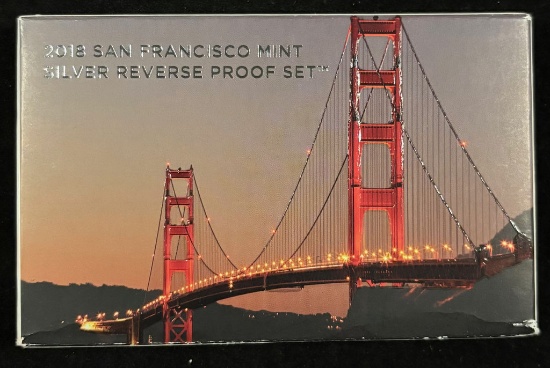 2018 SAN FRANCISCO MINT
SILVER REVERSE PROOF SET™